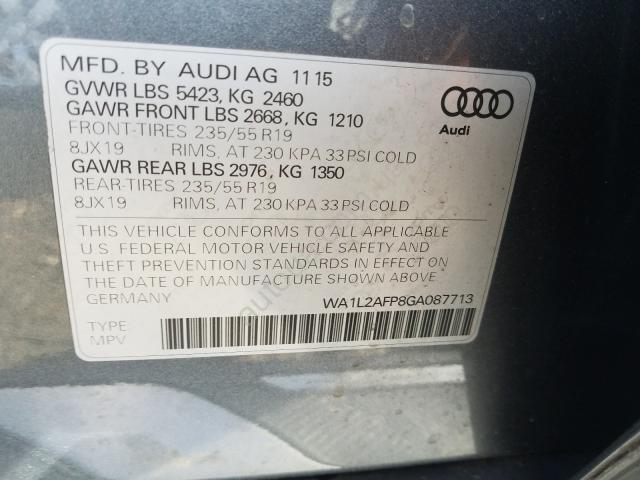 MFD. BY AUDI AG 11 15
GVWR LBS 5423, KG 2460
GAWR FRONT LBS 2668, KG 1210
FRONT-TIRES 235/55 R19
8JX19 RIMS, AT 230 KPA 33 PSI COLD
GAWR REAR LBS 2976, KG 1350
REAR-TIRES 235/55 R19
8JX19 RIMS, AT 230 KPA 33 PSI COLD
Audi
THIS VEHICLE CONFORMS TO ALL APPLICABLE
U.S. FEDERAL MOTOR VEHICLE SAFETY AND
THEFT PREVENTION STANDARDS IN EFFECT ON
THE DATE OF MANUFACTURE SHOWN ABOVE.
GERMANY WA1L2AFP8GA087713
TYPE
MPV